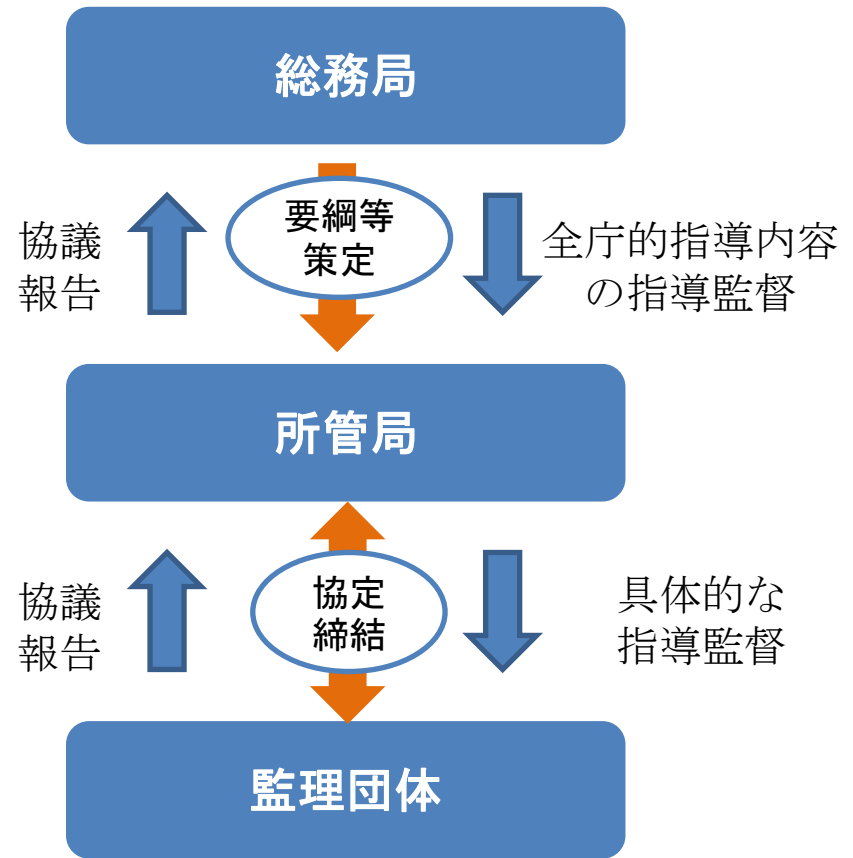 総務局
協議
報告
要綱等
策定
全庁的指導内容
の指導監督
所管局
協議
報告
協定
締結
具体的な
指導監督
監理団体